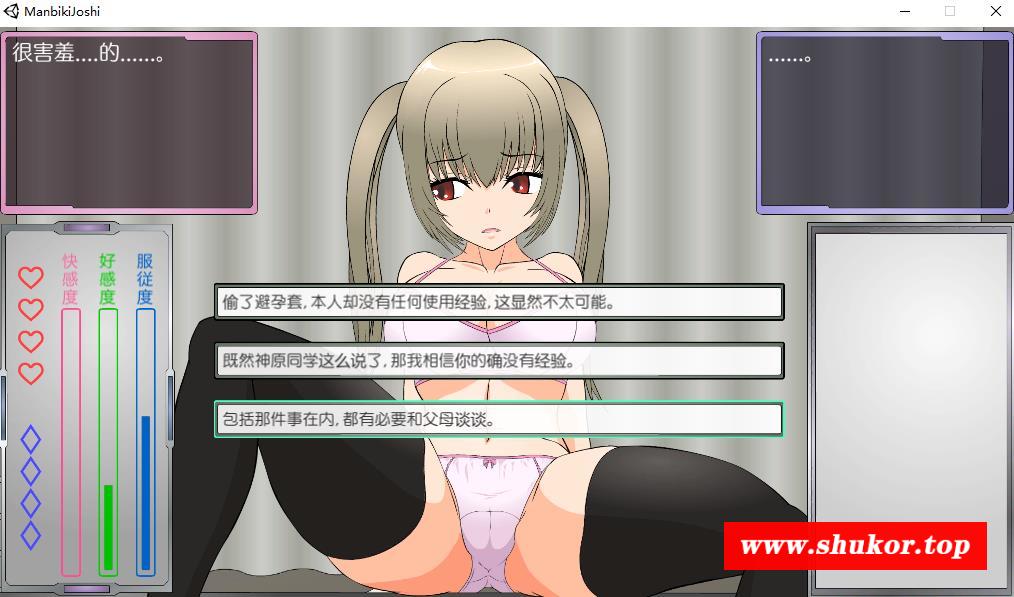 ManbikiJoshi
很害羞....的......。
......。
快感度
好感度
服従度
偷了避孕套,本人却没有任何使用经验,这显然不太可能。
既然神原同学这么说了,那我相信你的确没有经验。
包括那件事在内,都有必要和父母谈谈。
www.shukor.top